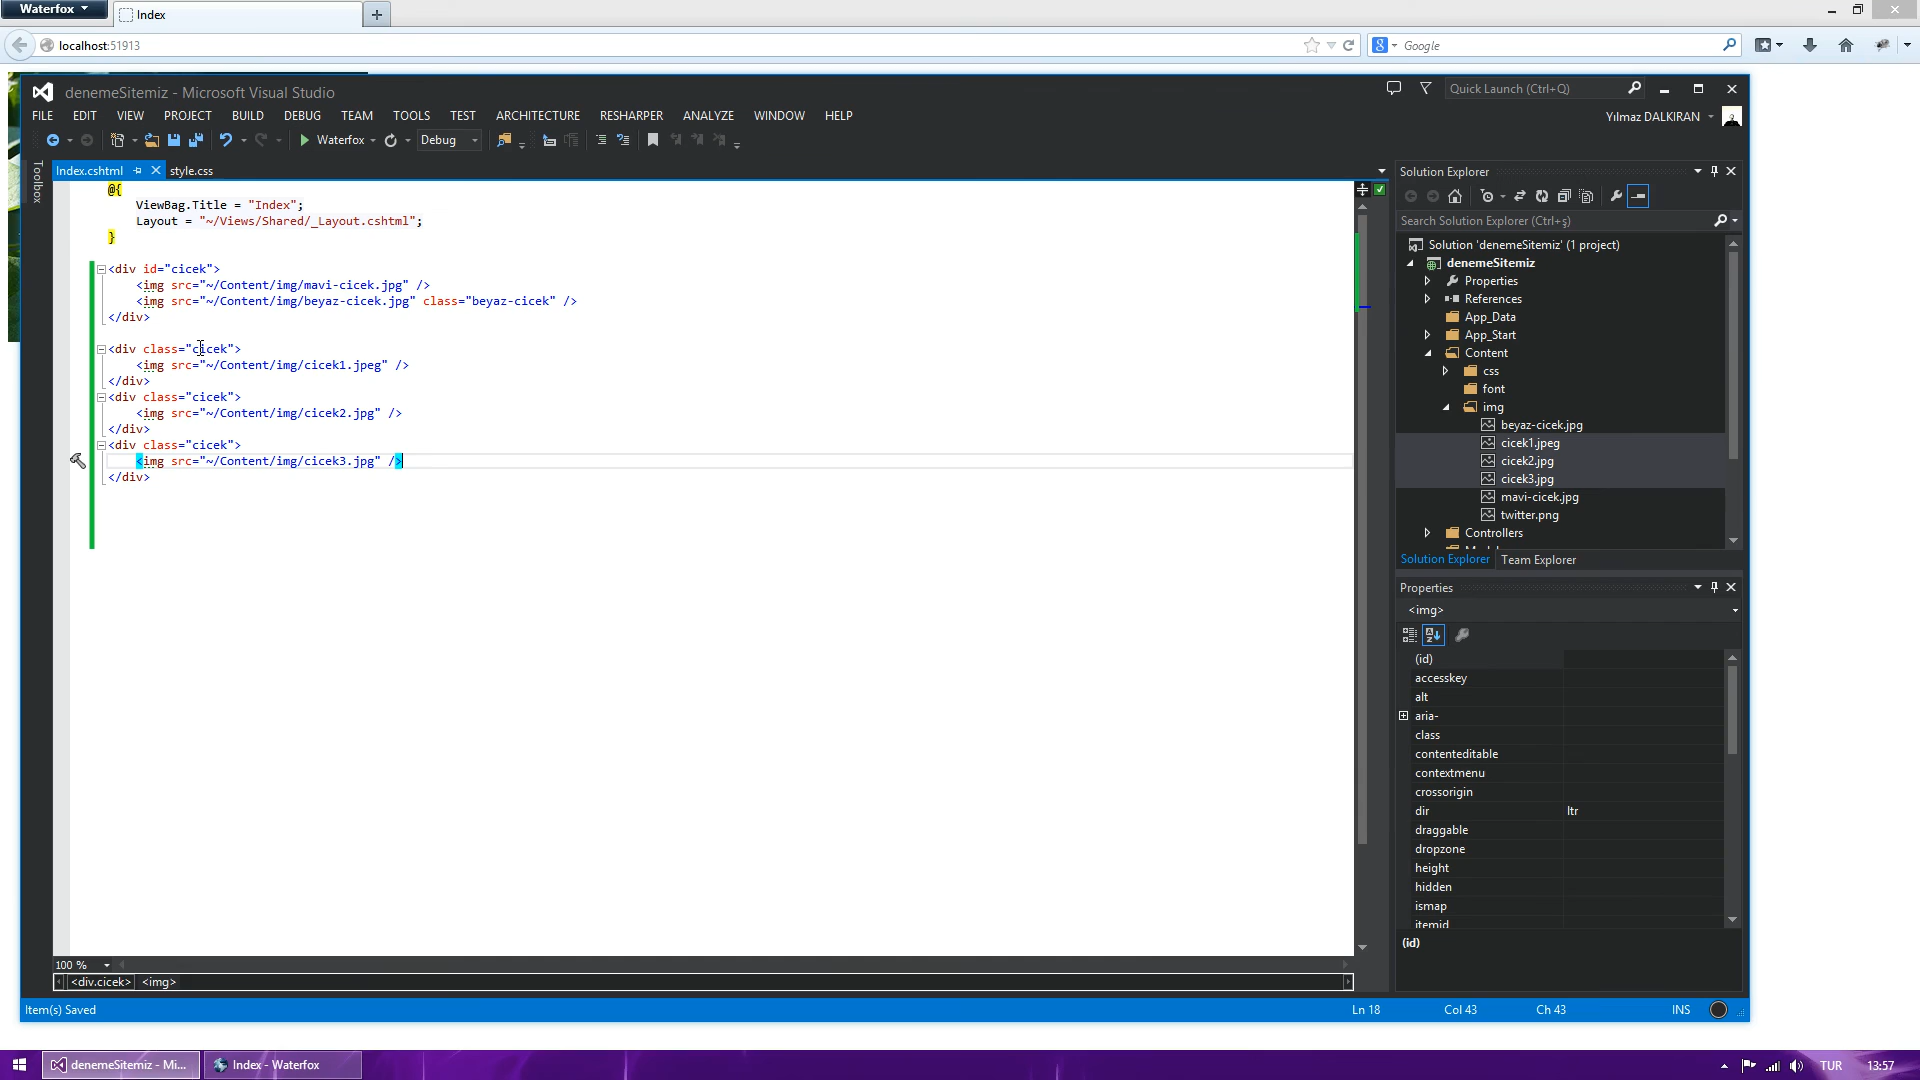 Waterfox
Index
localhost:51913
Google
denemeSitemiz - Microsoft Visual Studio
Quick Launch (Ctrl+Q)
FILE EDIT VIEW PROJECT BUILD DEBUG TEAM TOOLS TEST ARCHITECTURE RESHARPER ANALYZE WINDOW HELP
Yılmaz DALKIRAN
Waterfox
Debug
Toolbox
Index.cshtml
style.css
@{
ViewBag.Title = "Index";
Layout = "~/Views/Shared/_Layout.cshtml";
}
<div id="cicek">
<img src="~/Content/img/mavi-cicek.jpg" />
<img src="~/Content/img/beyaz-cicek.jpg" class="beyaz-cicek" />
</div>
<div class="cicek">
<img src="~/Content/img/cicek1.jpeg" />
</div>
<div class="cicek">
<img src="~/Content/img/cicek2.jpg" />
</div>
<div class="cicek">
<img src="~/Content/img/cicek3.jpg" />
</div>
100 %
<div.cicek> <img>
Solution Explorer
Search Solution Explorer (Ctrl+ş)
Solution 'denemeSitemiz' (1 project)
denemeSitemiz
Properties
References
App_Data
App_Start
Content
css
font
img
beyaz-cicek.jpg
cicek1.jpeg
cicek2.jpg
cicek3.jpg
mavi-cicek.jpg
twitter.png
Controllers
Solution Explorer Team Explorer
Properties
<img>
(id)
accesskey
alt
aria-
class
contenteditable
contextmenu
crossorigin
dir ltr
draggable
dropzone
height
hidden
ismap
itemid
(id)
Item(s) Saved
Ln 18 Col 43 Ch 43 INS
denemeSitemiz - Mi...
Index - Waterfox
TUR
13:57